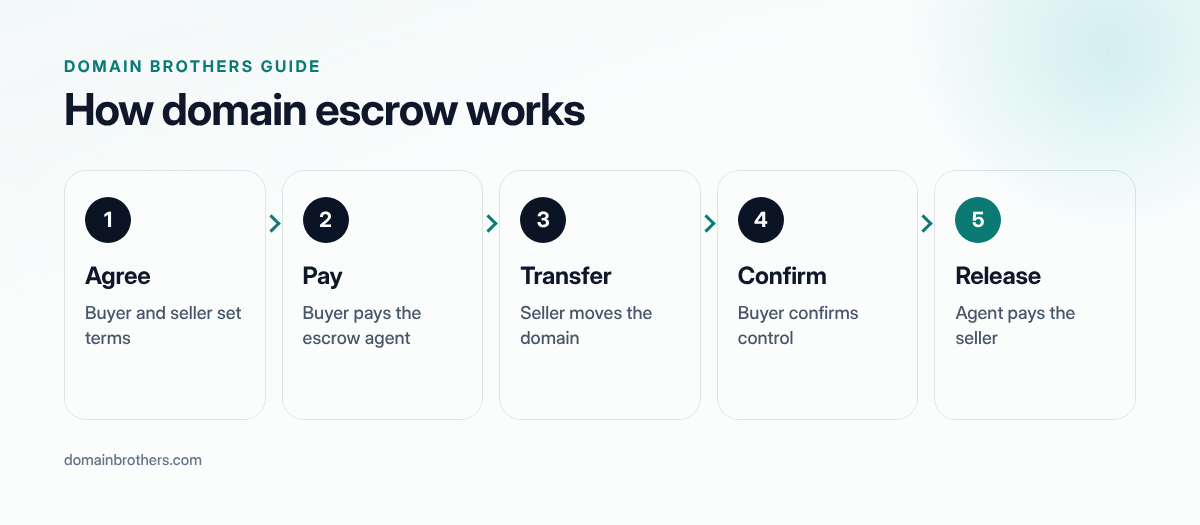 DOMAIN BROTHERS GUIDE
How domain escrow works
1
Agree
Buyer and seller set
terms
2
Pay
Buyer pays the
escrow agent
3
Transfer
Seller moves the
domain
4
Confirm
Buyer confirms
control
5
Release
Agent pays the
seller
domainbrothers.com